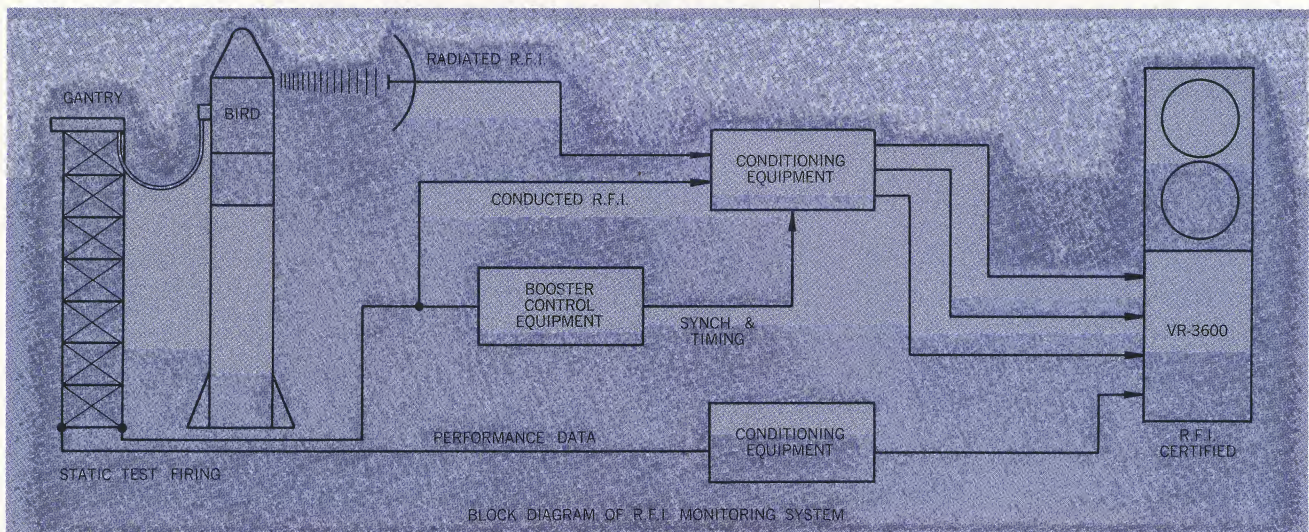 RADIATED R.F.I.
GANTRY
BIRD
CONDITIONING
EQUIPMENT
CONDUCTED R.F.I.
BOOSTER
CONTROL
EQUIPMENT
SYNCH. &
TIMING
VR-3600
PERFORMANCE DATA
CONDITIONING
EQUIPMENT
R.F.I.
CERTIFIED
STATIC TEST FIRING
BLOCK DIAGRAM OF R.F.I. MONITORING SYSTEM